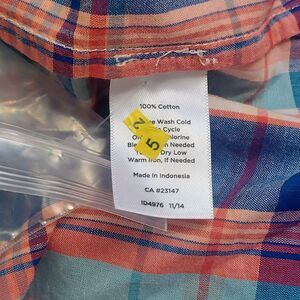 100% Cotton
Wash Cold
Cycle
Chlorine
Needed
Dry Low
Warm Iron, If Needed
Made in Indonesia
CA #23147
ID4976 11/14
2
5